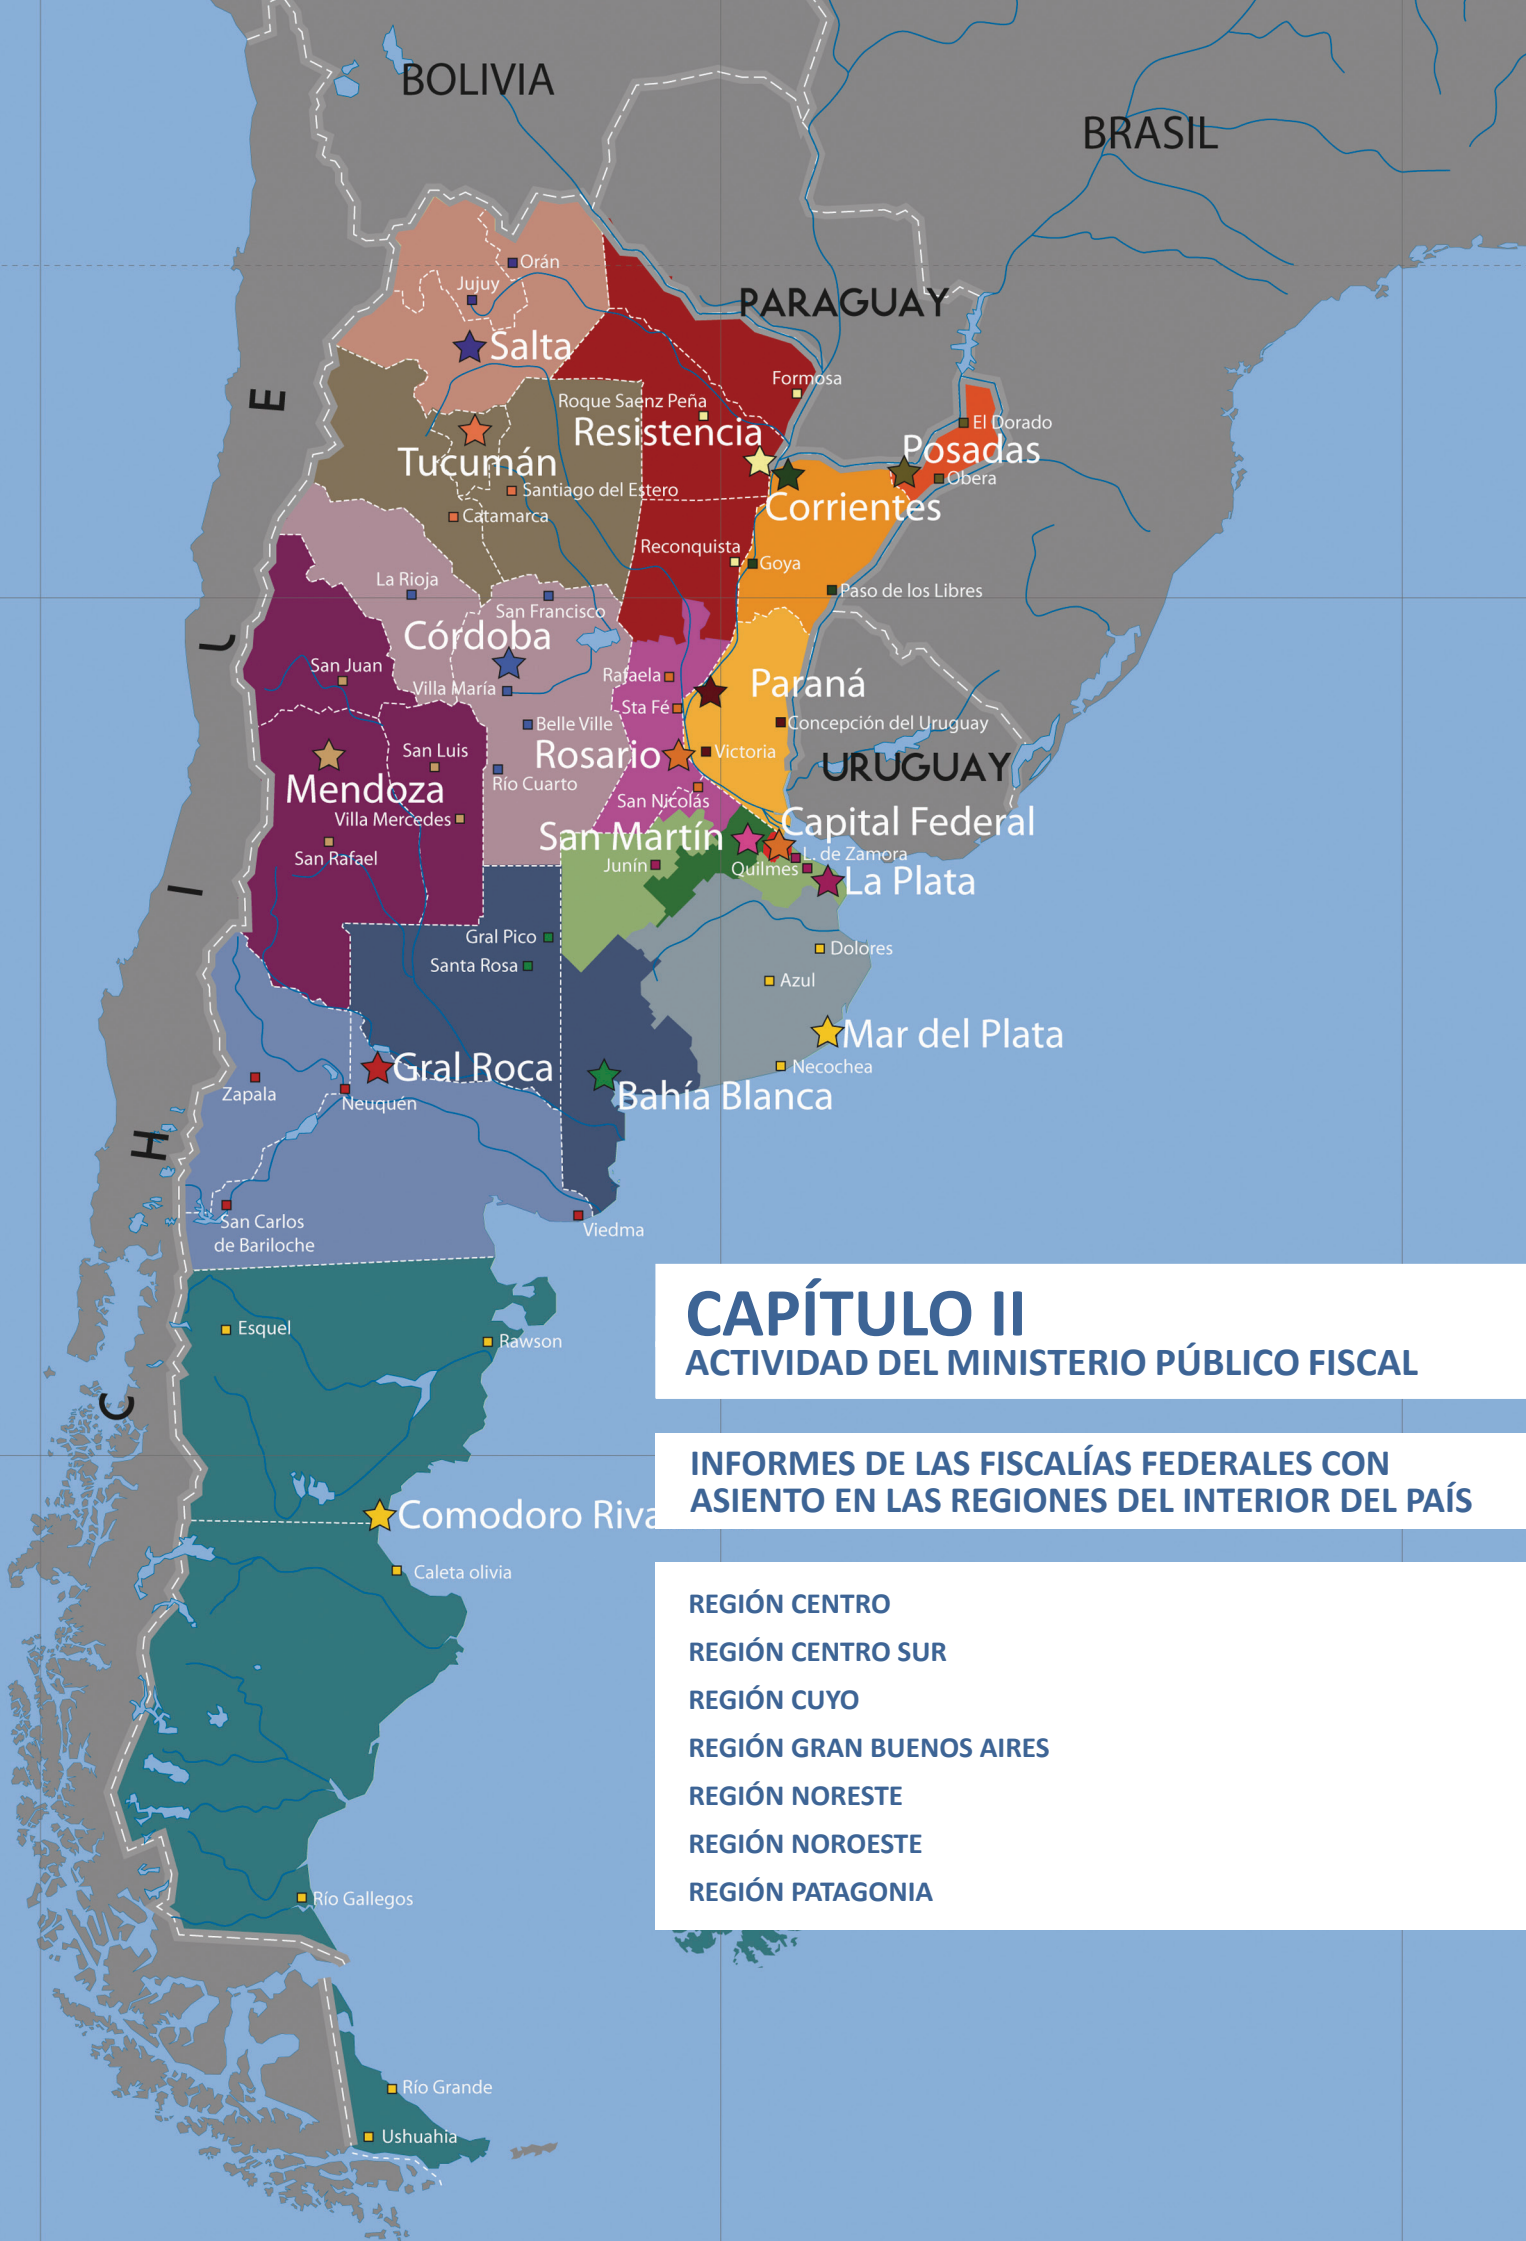 BOLIVIA
BRASIL
Orán
Jujuy
PARAGUAY
Salta
Formosa
Roque Saenz Peña
El Dorado
Resistencia
Posadas
Tucumán
Obera
Santiago del Estero
Corrientes
Catamarca
Reconquista
Goya
La Rioja
Paso de los Libres
San Francisco
Córdoba
San Juan
Rafaela
Paraná
Villa María
Sta Fé
Belle Ville
Concepción del Uruguay
San Luis
Rosario
Victoria
URUGUAY
Mendoza
Río Cuarto
San Nicolás
Villa Mercedes
Capital Federal
San Martín
L. de Zamora
San Rafael
Junín
Quilmes
La Plata
Gral Pico
Dolores
Santa Rosa
Azul
Mar del Plata
Gral Roca
Necochea
Zapala
Neuquén
Bahía Blanca
CHILE
San Carlos
de Bariloche
Viedma
Esquel
Rawson
CAPÍTULO II
ACTIVIDAD DEL MINISTERIO PÚBLICO FISCAL
INFORMES DE LAS FISCALÍAS FEDERALES CON
ASIENTO EN LAS REGIONES DEL INTERIOR DEL PAÍS
Comodoro Riva
Caleta olivia
REGIÓN CENTRO
REGIÓN CENTRO SUR
REGIÓN CUYO
REGIÓN GRAN BUENOS AIRES
REGIÓN NORESTE
REGIÓN NOROESTE
REGIÓN PATAGONIA
Río Gallegos
Río Grande
Ushuahia